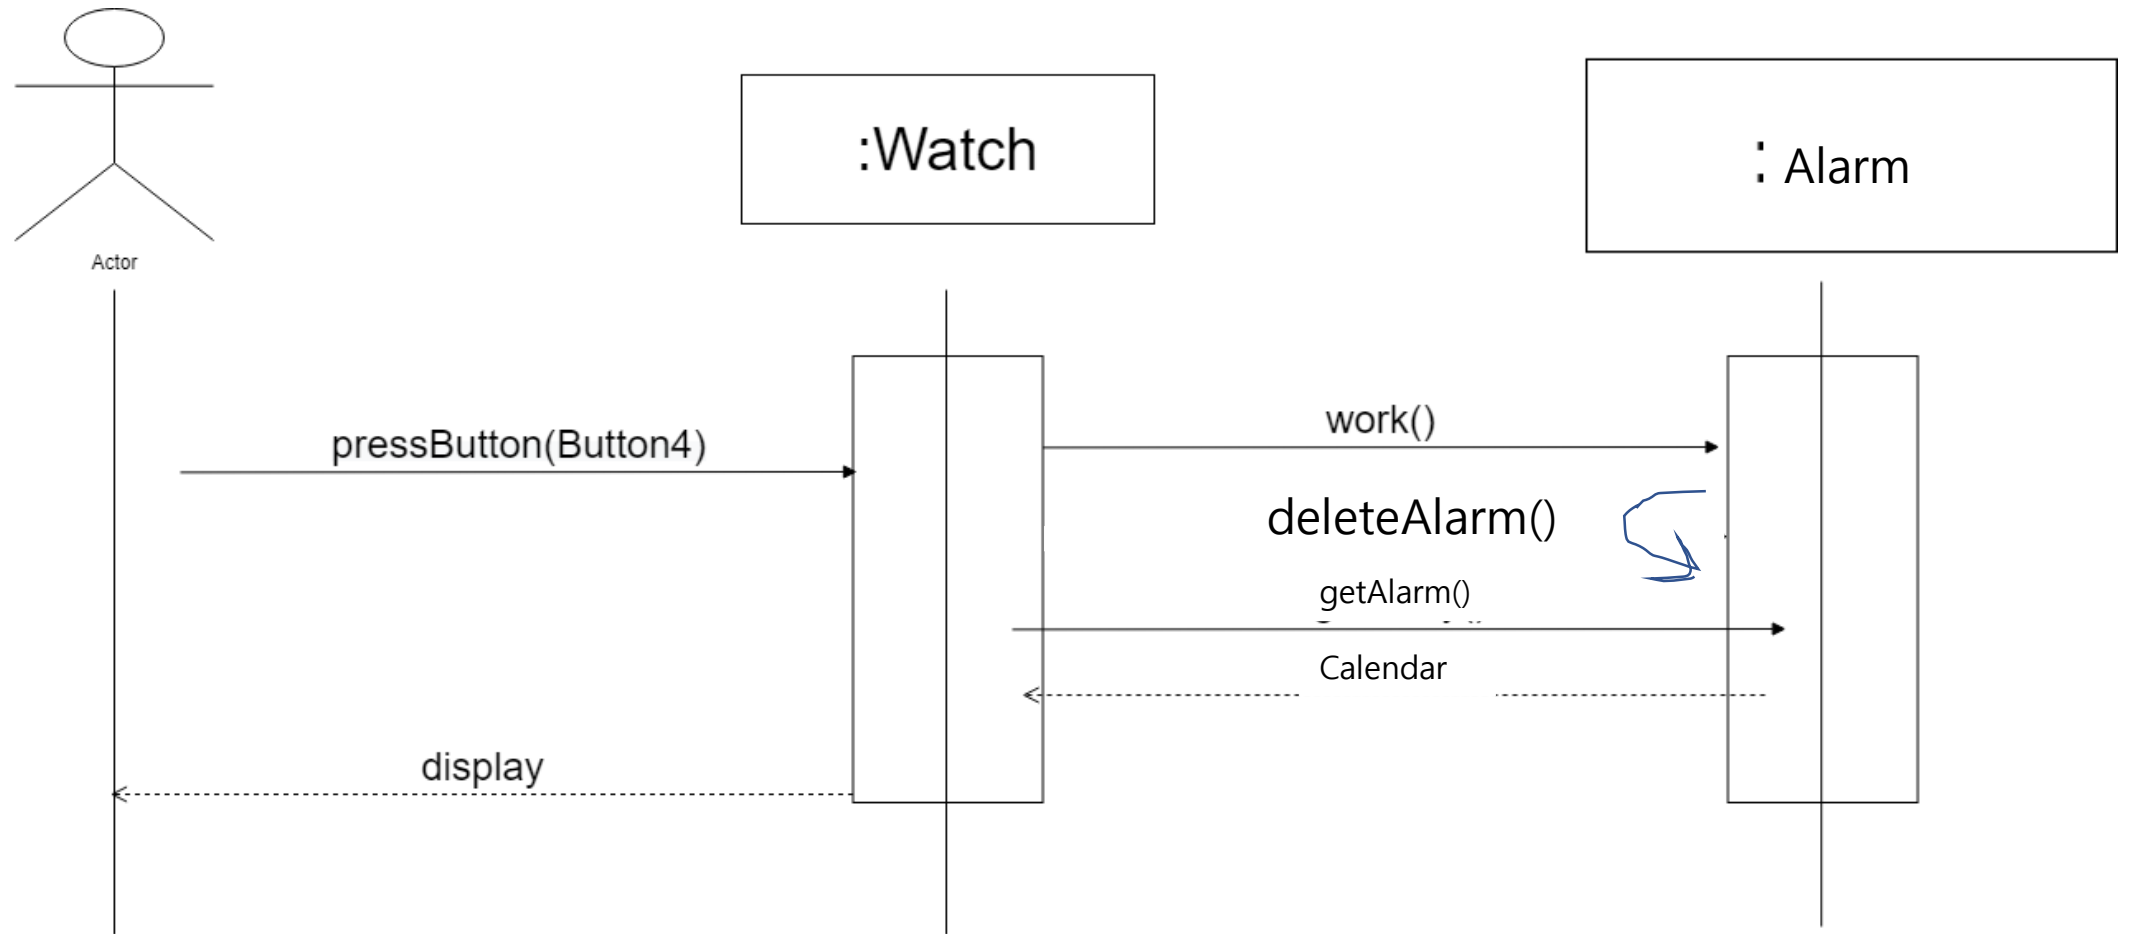 :Watch
: Alarm
Actor
work()
pressButton(Button4)
deleteAlarm()
getAlarm()
Calendar
display